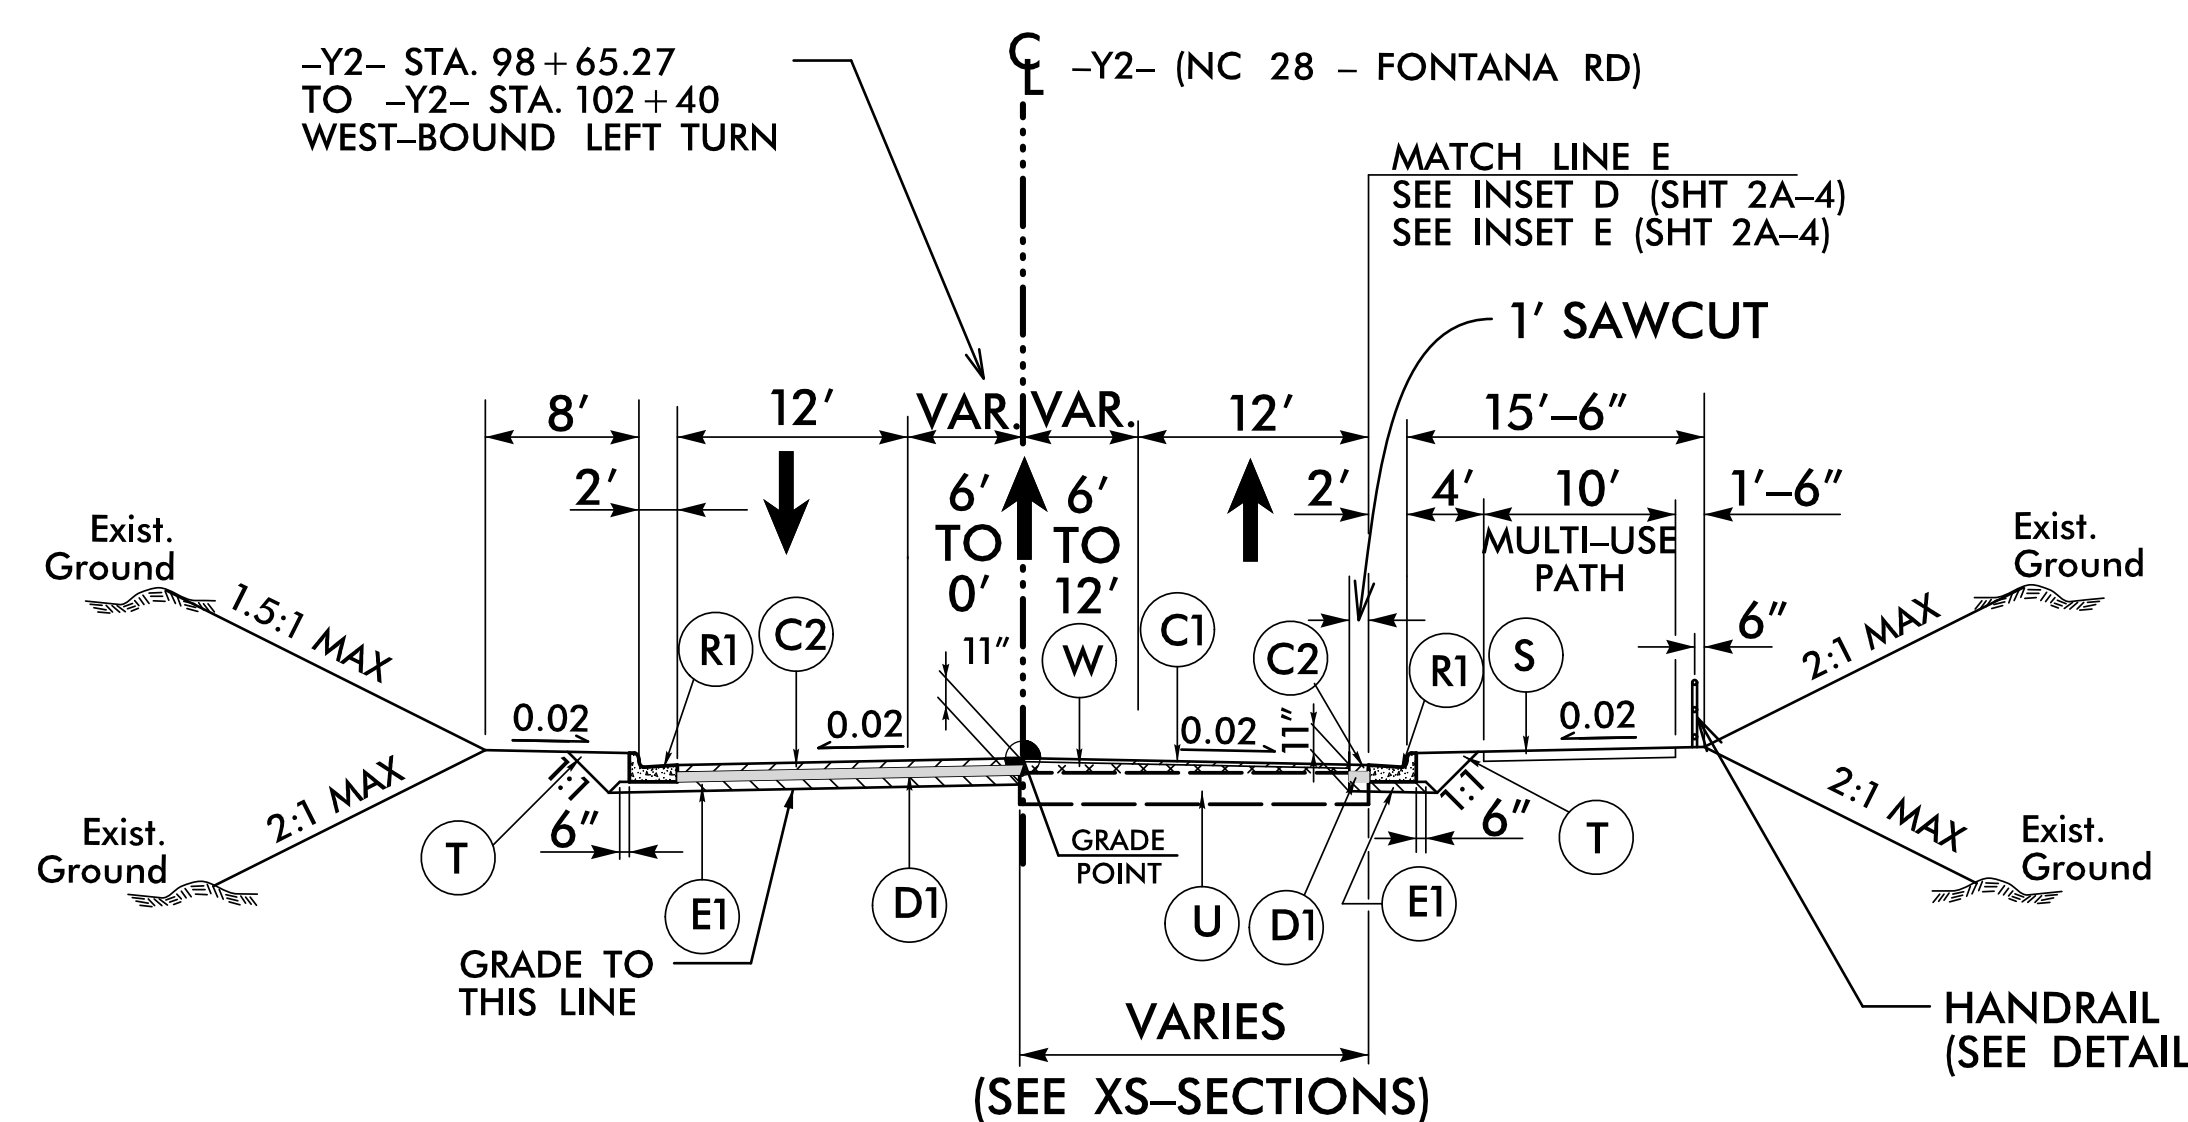 –Y2– STA. 98+65.27
TO –Y2– STA. 102+40
WEST–BOUND LEFT TURN
CL –Y2– (NC 28 – FONTANA RD)
MATCH LINE E
SEE INSET D (SHT 2A–4)
SEE INSET E (SHT 2A–4)
1' SAWCUT
8'
12'
VAR.
VAR.
12'
15'–6"
2'
6'
TO
0'
6'
TO
12'
2'
4'
10'
1'–6"
MULTI–USE
PATH
Exist.
Ground
Exist.
Ground
1.5:1 MAX
2:1 MAX
6"
R1
C2
11"
W
C1
C2
R1
S
0.02
0.02
0.02
11"
0.02
1:1
1:1
2:1 MAX
2:1 MAX
6"
6"
Exist.
Ground
Exist.
Ground
T
E1
D1
GRADE
POINT
U
D1
E1
T
GRADE TO
THIS LINE
VARIES
(SEE XS–SECTIONS)
HANDRAIL
(SEE DETAIL